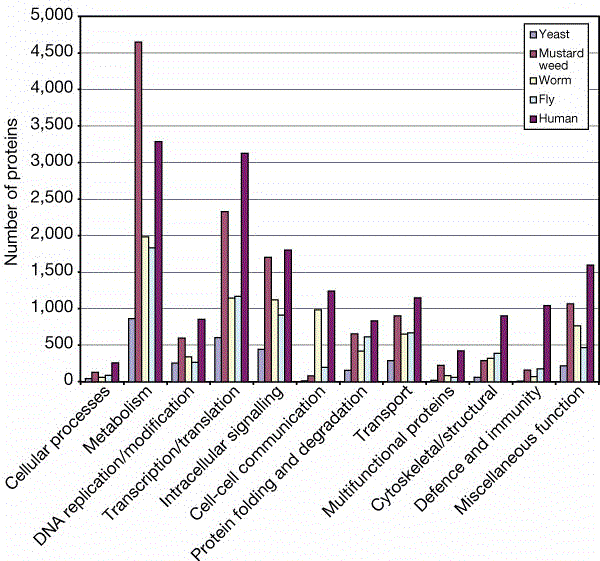 5,000
4,500
4,000
3,500
3,000
2,500
2,000
1,500
1,000
500
0
Number of proteins
Yeast
Mustard
weed
Worm
Fly
Human
Cellular processes
Metabolism
DNA replication/modification
Transcription/translation
Intracellular signalling
Cell-cell communication
Protein folding and degradation
Transport
Multifunctional proteins
Cytoskeletal/structural
Defence and immunity
Miscellaneous function